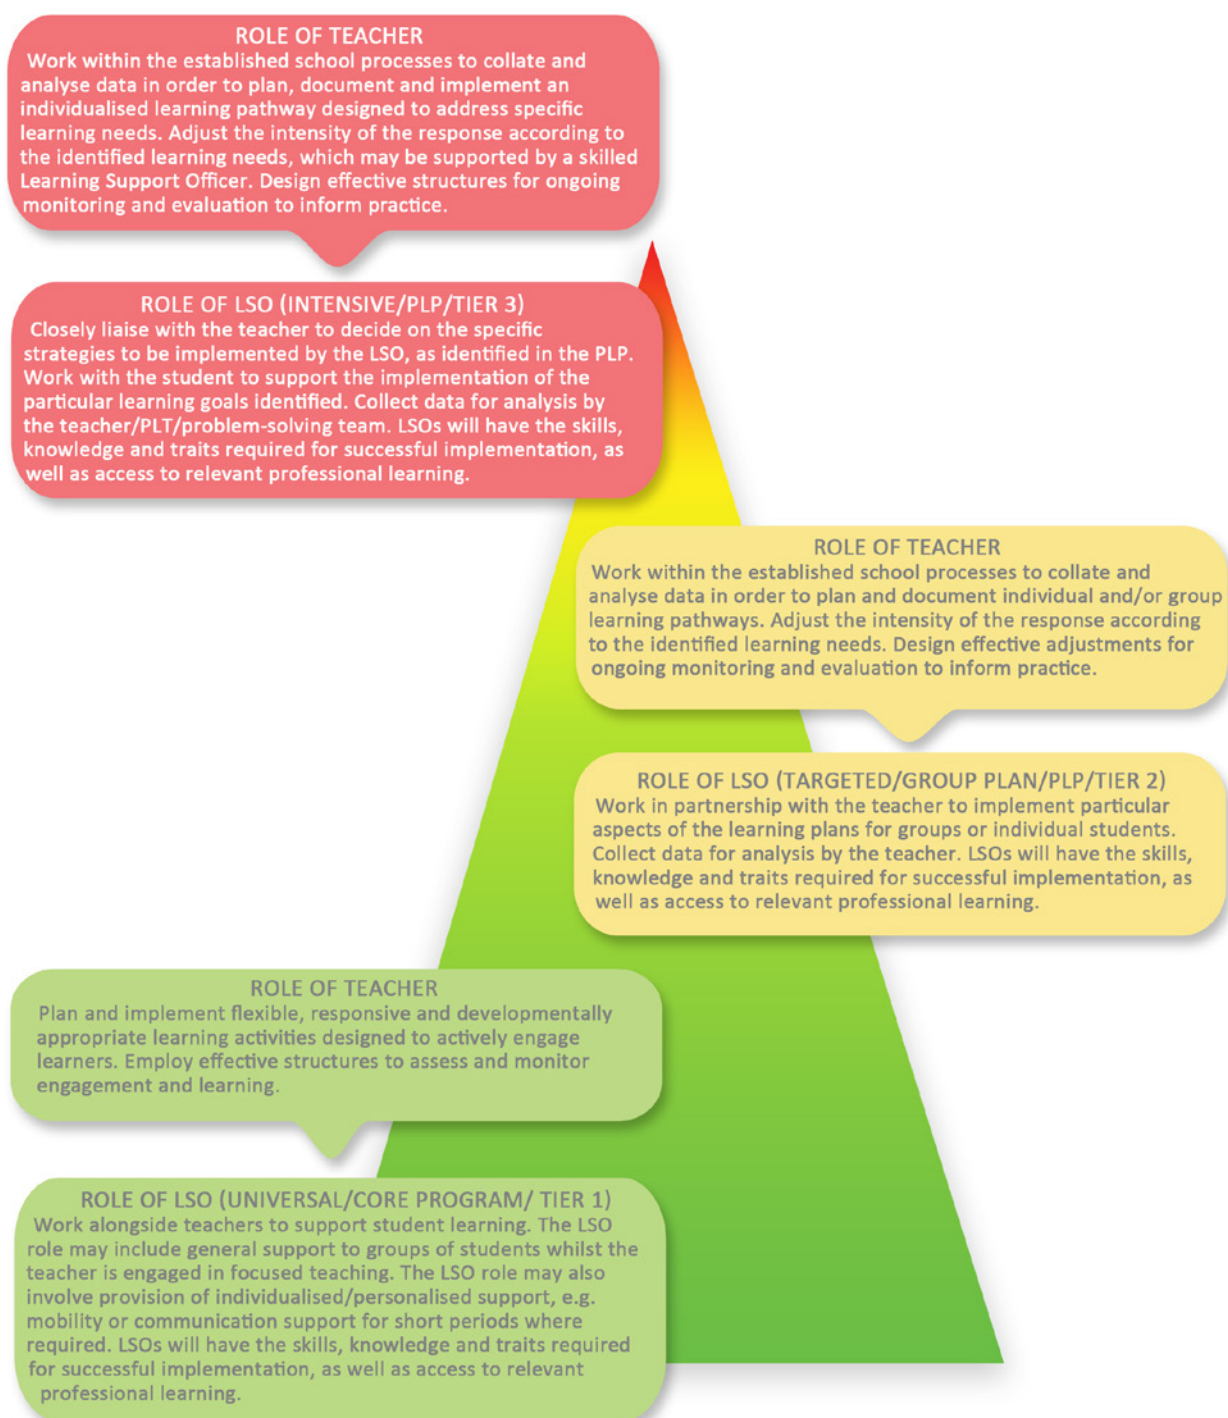 ROLE OF TEACHER
Work within the established school processes to collate and
analyse data in order to plan, document and implement an
individualised learning pathway designed to address specific
learning needs. Adjust the intensity of the response according to
the identified learning needs, which may be supported by a skilled
Learning Support Officer. Design effective structures for ongoing
monitoring and evaluation to inform practice.
ROLE OF LSO (INTENSIVE/PLP/TIER 3)
Closely liaise with the teacher to decide on the specific
strategies to be implemented by the LSO, as identified in the PLP.
Work with the student to support the implementation of the
particular learning goals identified. Collect data for analysis by
the teacher/PLT/problem-solving team. LSOs will have the skills,
knowledge and traits required for successful implementation, as
well as access to relevant professional learning.
ROLE OF TEACHER
Work within the established school processes to collate and
analyse data in order to plan and document individual and/or group
learning pathways. Adjust the intensity of the response according
to the identified learning needs. Design effective adjustments for
ongoing monitoring and evaluation to inform practice.
ROLE OF LSO (TARGETED/GROUP PLAN/PLP/TIER 2)
Work in partnership with the teacher to implement particular
aspects of the learning plans for groups or individual students.
Collect data for analysis by the teacher. LSOs will have the skills,
knowledge and traits required for successful implementation, as
well as access to relevant professional learning.
ROLE OF TEACHER
Plan and implement flexible, responsive and developmentally
appropriate learning activities designed to actively engage
learners. Employ effective structures to assess and monitor
engagement and learning.
ROLE OF LSO (UNIVERSAL/CORE PROGRAM/ TIER 1)
Work alongside teachers to support student learning. The LSO
role may include general support to groups of students whilst the
teacher is engaged in focused teaching. The LSO role may also
involve provision of individualised/personalised support, e.g.
mobility or communication support for short periods where
required. LSOs will have the skills, knowledge and traits required
for successful implementation, as well as access to relevant
professional learning.